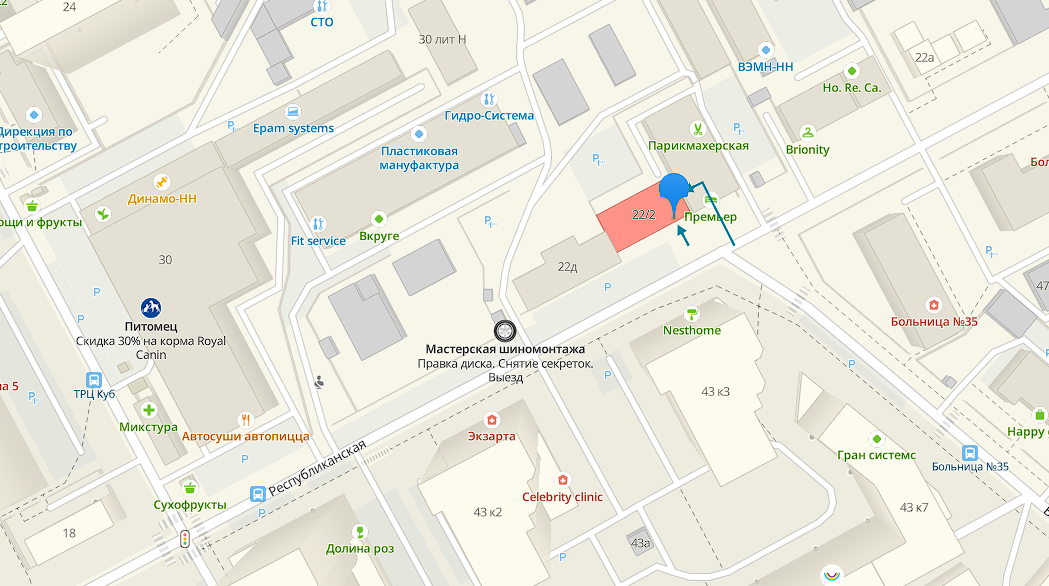 24
СТО
30 лит Н
22а
ВЭМН-НН
Ho. Re. Ca.
Гидро-Система
Дирекция по
троительству
Epam systems
Пластиковая
мануфактура
Парикмахерская
Brionity
Бол
Динамо-НН
ощи и фрукты
22/2
Премьер
Fit service
Вкруге
30
22д
47
Питомец
Скидка 30% на корма Royal
Canin
Nesthome
Больница №35
Мастерская шиномонтажа
Правка диска. Снятие секреток.
Выезд
ла 5
ТРЦ Куб
43 к3
Микстура
Автосуши автопицца
Экзарта
Happy
Гран системс
Больница №35
Республиканская
Сухофрукты
Celebrity clinic
43 к2
43 к7
18
Долина роз
43а